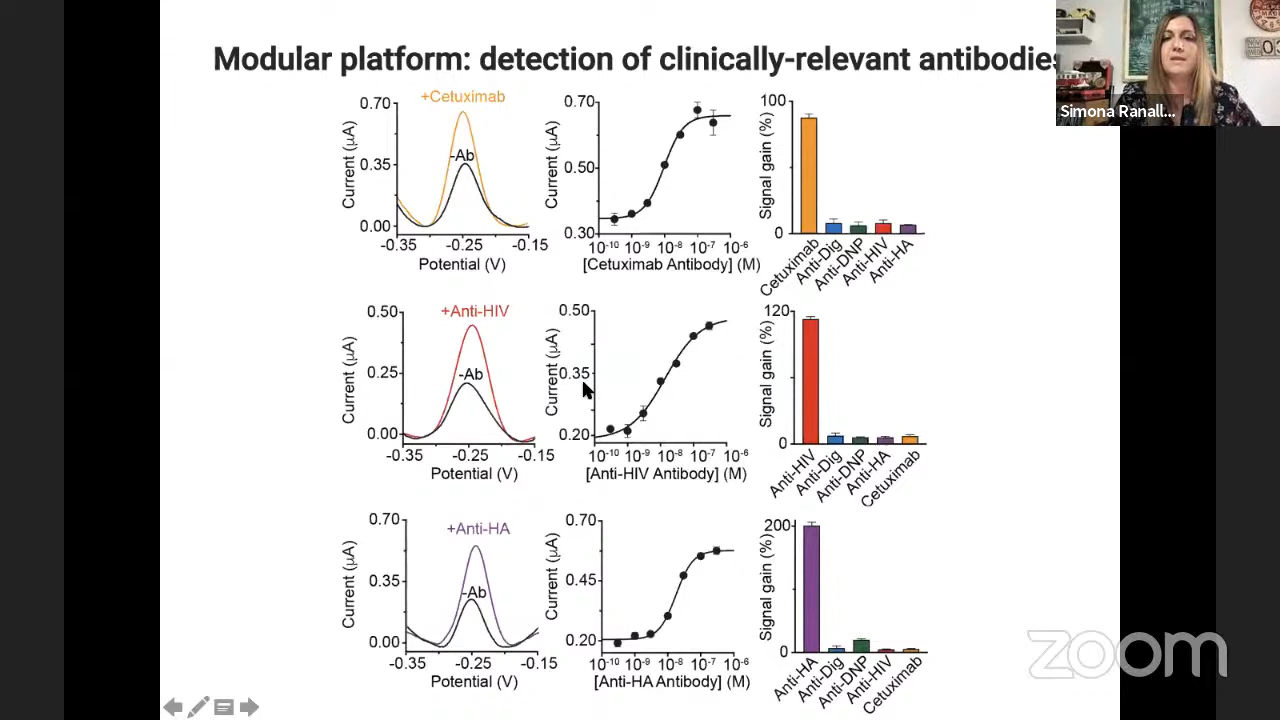 Modular platform: detection of clinically-relevant antibodies
Simona Ranall...
+Cetuximab
-Ab
Current (µA)
0.70
0.35
0.00
-0.35
-0.25
-0.15
Potential (V)
Current (µA)
0.70
0.50
0.30
10⁻¹⁰ 10⁻⁹ 10⁻⁸ 10⁻⁷ 10⁻⁶
[Cetuximab Antibody] (M)
Signal gain (%)
100
0
Cetuximab
Anti-Dig
Anti-DNP
Anti-HIV
Anti-HA
+Anti-HIV
-Ab
Current (µA)
0.50
0.25
0.00
-0.35
-0.25
-0.15
Potential (V)
Current (µA)
0.50
0.35
0.20
10⁻¹⁰ 10⁻⁹ 10⁻⁸ 10⁻⁷ 10⁻⁶
[Anti-HIV Antibody] (M)
Signal gain (%)
120
0
Anti-HIV
Anti-Dig
Anti-DNP
Anti-HA
Cetuximab
+Anti-HA
-Ab
Current (µA)
0.70
0.35
0.00
-0.35
-0.25
-0.15
Potential (V)
Current (µA)
0.70
0.45
0.20
10⁻¹⁰ 10⁻⁹ 10⁻⁸ 10⁻⁷ 10⁻⁶
[Anti-HA Antibody] (M)
Signal gain (%)
200
0
Anti-HA
Anti-Dig
Anti-DNP
Anti-HIV
Cetuximab
zoom